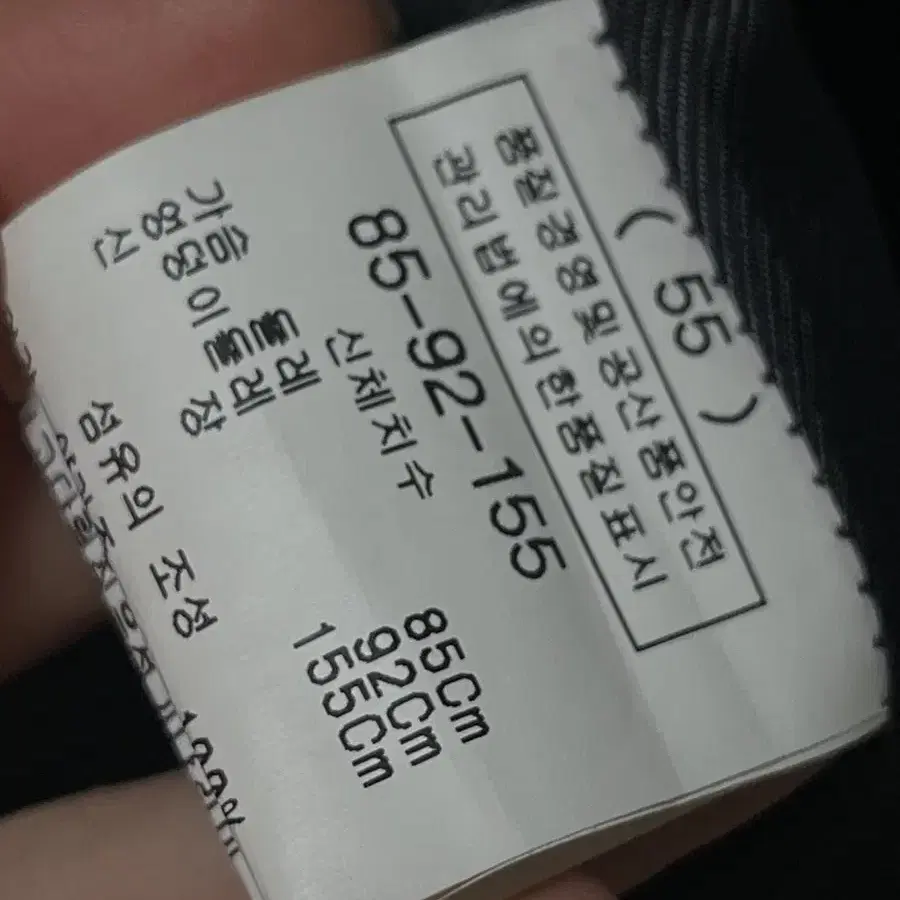 ( 55 )
품질경영및공산품안전
관리법에의한품질표시
85-92-155
신체치수
가슴 둘레 85Cm
엉덩이둘레 92Cm
신 장 155Cm
섬유의 조성